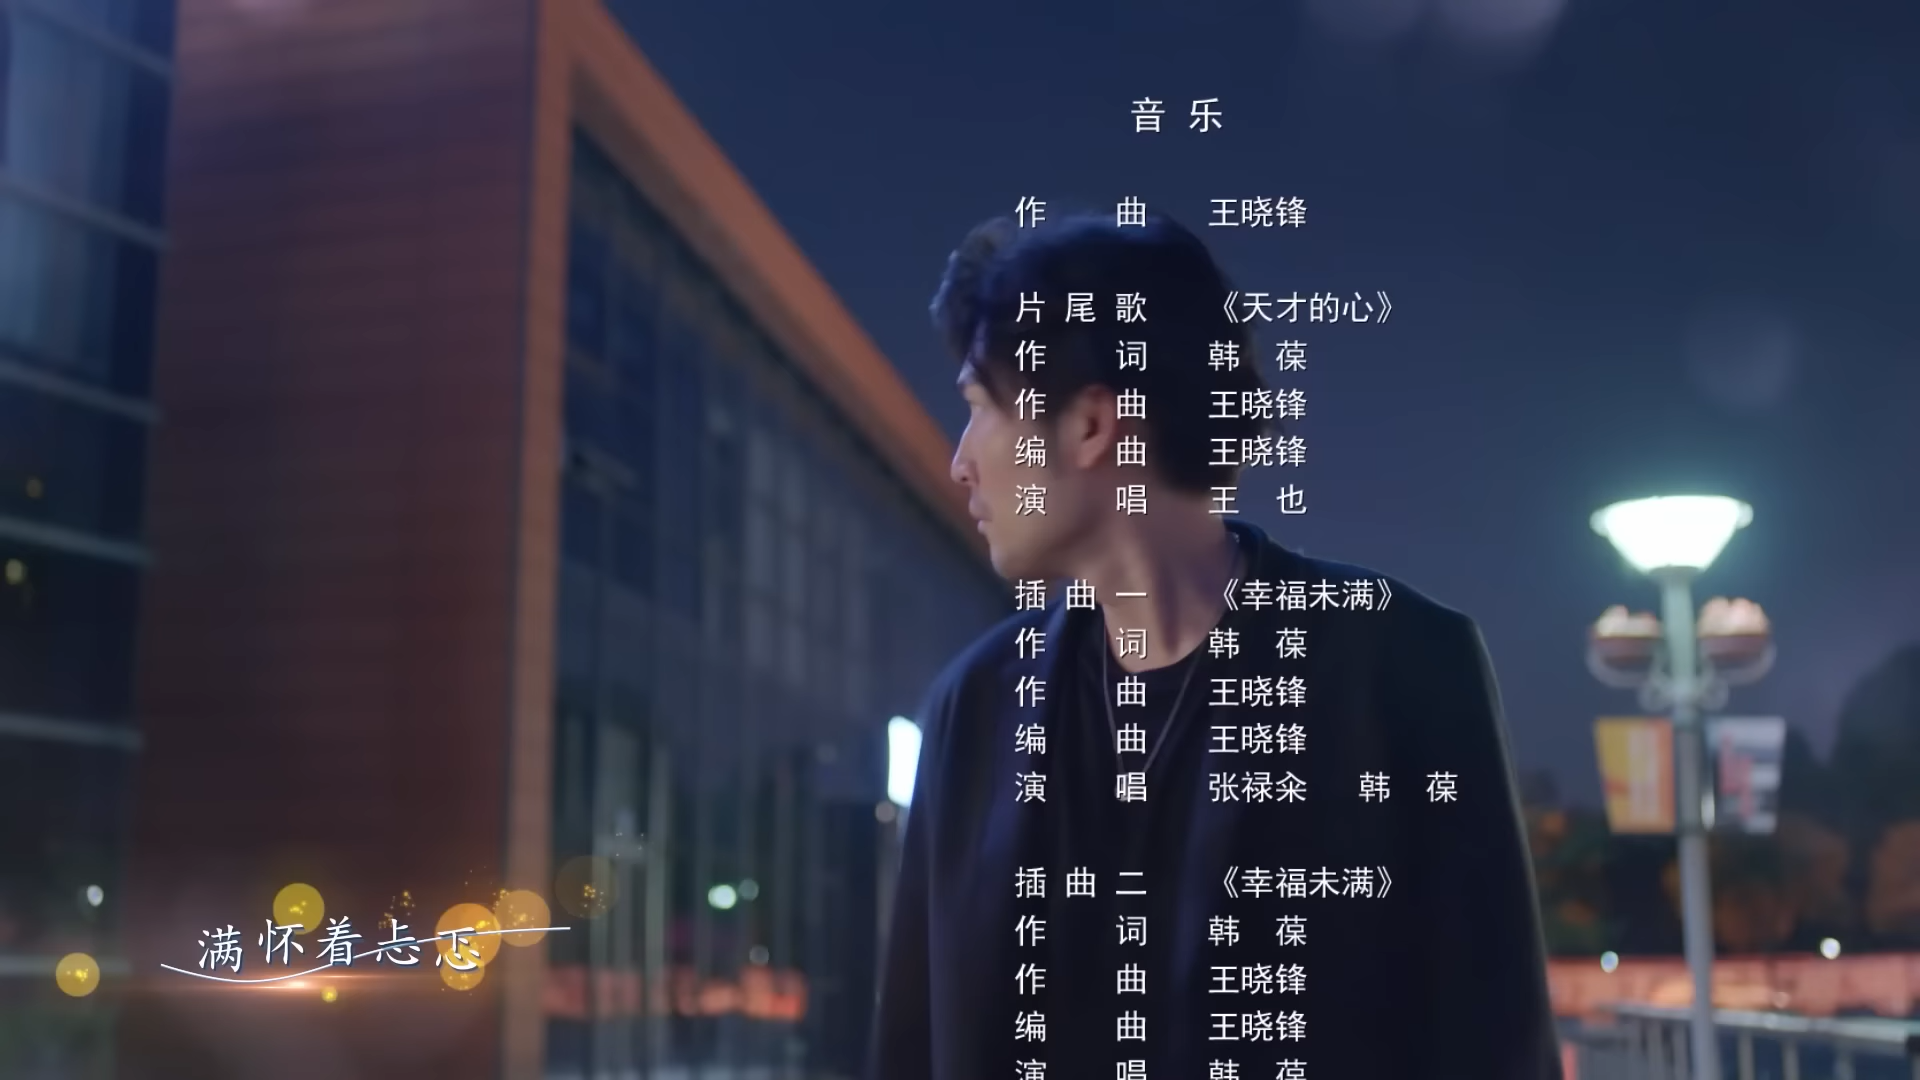 音乐
作曲 王晓锋
片尾歌 《天才的心》
作词 韩葆
作曲 王晓锋
编曲 王晓锋
演唱 王也
插曲一 《幸福未满》
作词 韩葆
作曲 王晓锋
编曲 王晓锋
演唱 张禄籴 韩葆
插曲二 《幸福未满》
作词 韩葆
作曲 王晓锋
编曲 王晓锋
演唱 韩葆
满怀着忐忑